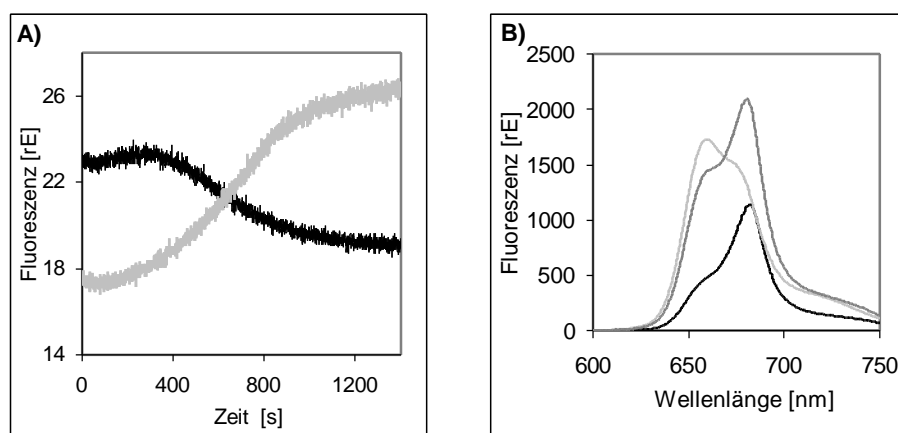 A)
Fluoreszenz [rE]
26
22
18
14
0 400 800 1200
Zeit [s]
B)
Fluoreszenz [rE]
2500
2000
1500
1000
500
0
600 650 700 750
Wellenlänge [nm]